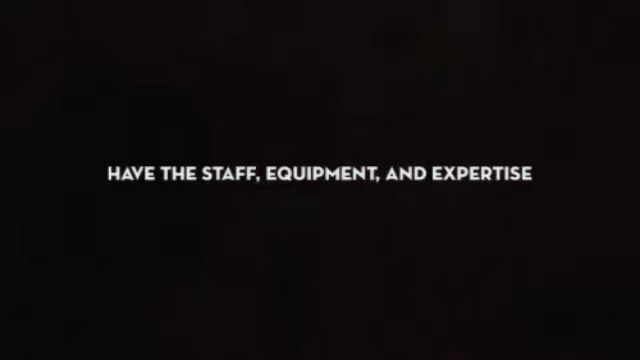 HAVE THE STAFF, EQUIPMENT, AND EXPERTISE